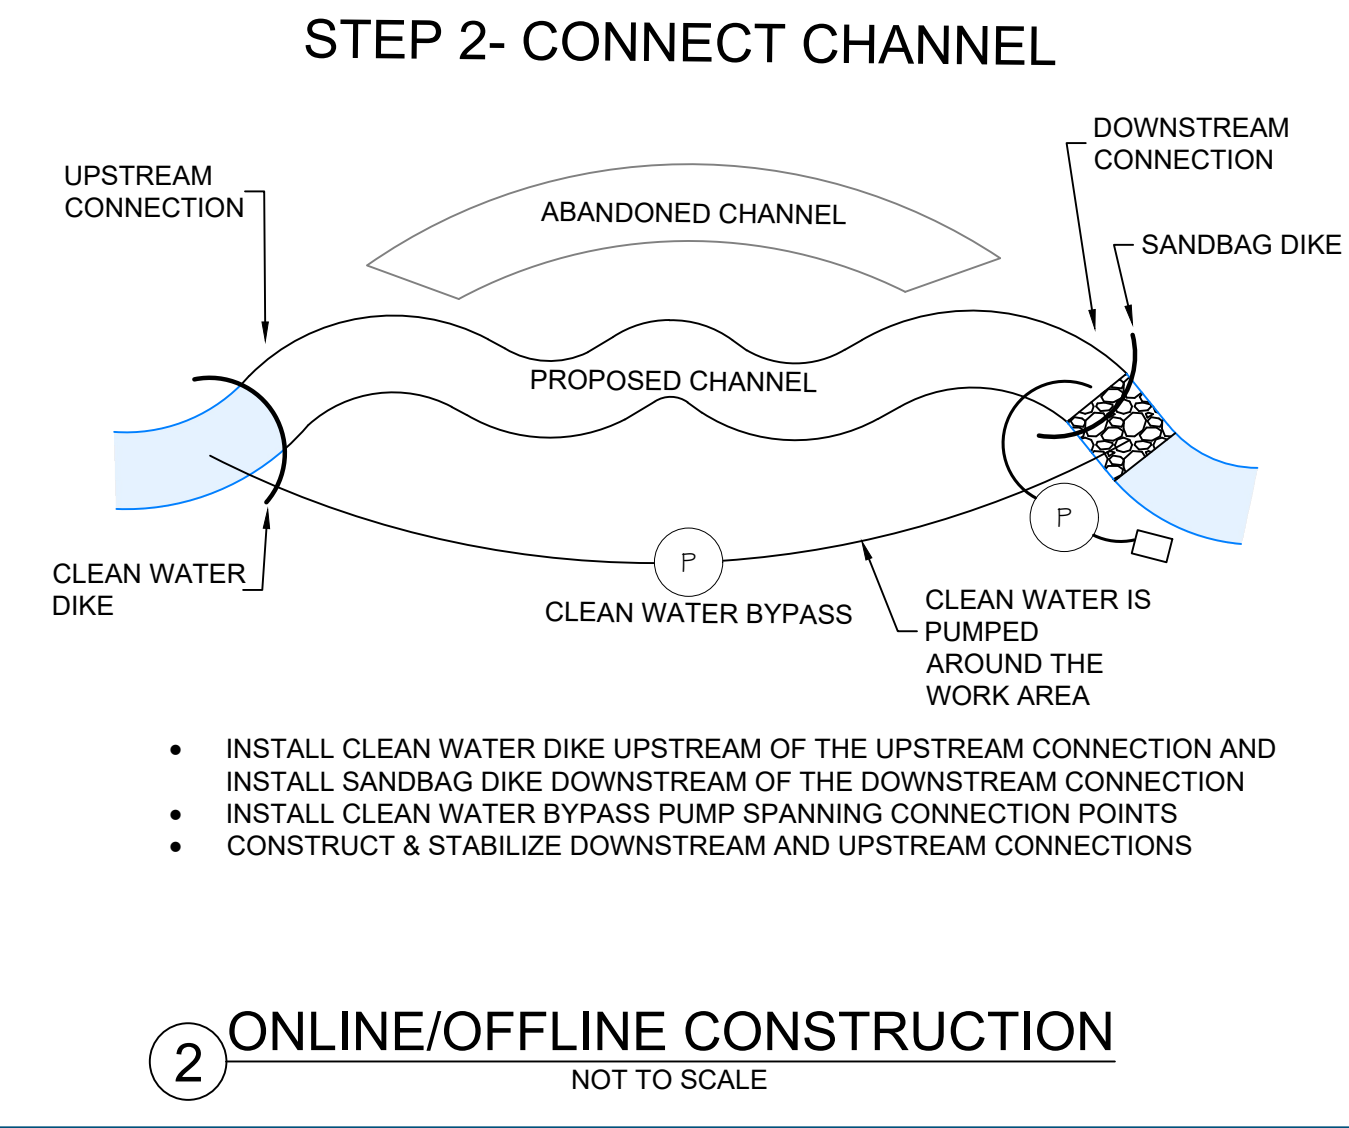 STEP 2- CONNECT CHANNEL
DOWNSTREAM
CONNECTION
UPSTREAM
CONNECTION
ABANDONED CHANNEL
SANDBAG DIKE
PROPOSED CHANNEL
P
P
CLEAN WATER
DIKE
CLEAN WATER BYPASS
CLEAN WATER IS
PUMPED
AROUND THE
WORK AREA
• INSTALL CLEAN WATER DIKE UPSTREAM OF THE UPSTREAM CONNECTION AND
INSTALL SANDBAG DIKE DOWNSTREAM OF THE DOWNSTREAM CONNECTION
• INSTALL CLEAN WATER BYPASS PUMP SPANNING CONNECTION POINTS
• CONSTRUCT & STABILIZE DOWNSTREAM AND UPSTREAM CONNECTIONS
2 ONLINE/OFFLINE CONSTRUCTION
NOT TO SCALE